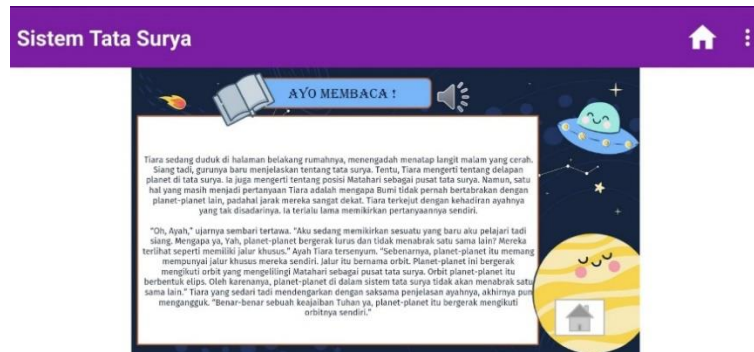 Sistem Tata Surya
AYO MEMBACA !
Tiara sedang duduk di halaman belakang rumahnya, menengadah menatap langit malam yang cerah.
Siang tadi, gurunya baru menjelaskan tentang tata surya. Tentu, Tiara mengerti tentang delapan
planet di tata surya. Ia juga mengerti tentang posisi Matahari sebagai pusat tata surya. Namun, satu
hal yang masih menjadi pertanyaan Tiara adalah mengapa Bumi tidak pernah bertabrakan dengan
planet-planet lain, padahal jarak mereka sangat dekat. Tiara terkejut dengan kehadiran ayahnya
yang tak disadarinya. Ia terlalu lama memikirkan pertanyaannya sendiri.
"Oh, Ayah," ujarnya sembari tertawa. "Aku sedang memikirkan sesuatu yang baru aku pelajari tadi
siang. Mengapa ya, Yah, planet-planet bergerak lurus dan tidak menabrak satu sama lain? Mereka
terlihat seperti memiliki jalur khusus." Ayah Tiara tersenyum. "Sebenarnya, planet-planet itu memang
mempunyai jalur khusus mereka sendiri. Jalur itu bernama orbit. Planet-planet ini bergerak
mengikuti orbit yang mengelilingi Matahari sebagai pusat tata surya. Orbit planet-planet itu
berbentuk elips. Oleh karenanya, planet-planet di dalam sistem tata surya tidak akan menabrak satu
sama lain." Tiara yang sedari tadi mendengarkan dengan saksama penjelasan ayahnya, akhirnya pun
mengangguk. "Benar-benar sebuah keajaiban Tuhan ya, planet-planet itu bergerak mengikuti
orbitnya sendiri."